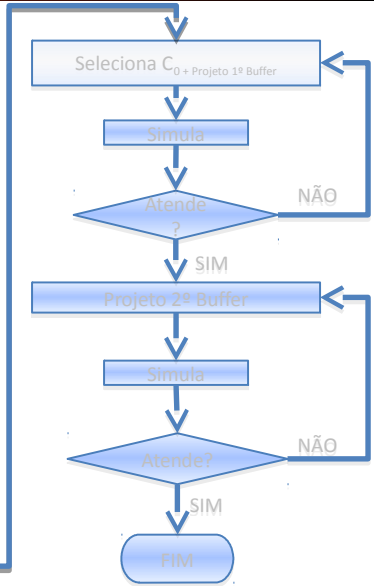 Seleciona C0 + Projeto 1º Buffer
Simula
Atende
?
NÃO
SIM
Projeto 2º Buffer
Simula
Atende?
NÃO
SIM
FIM